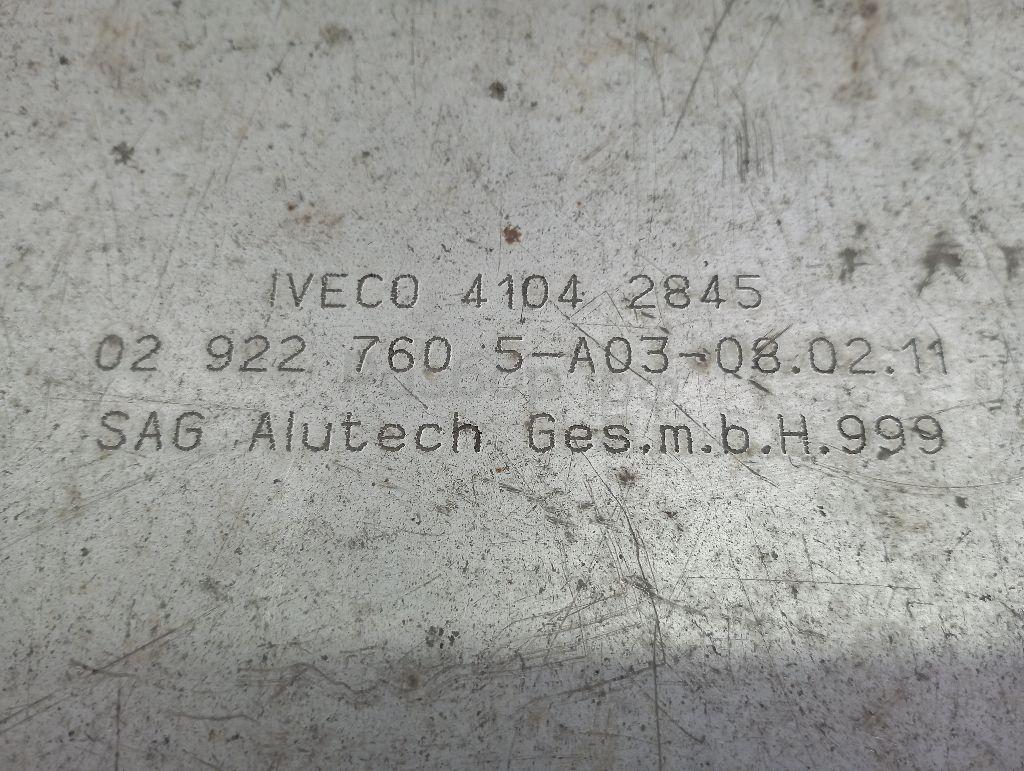 IVECO 4104 2845
02 922 760 5-A03-08.02.11
SAG Alutech Ges.m.b.H.999